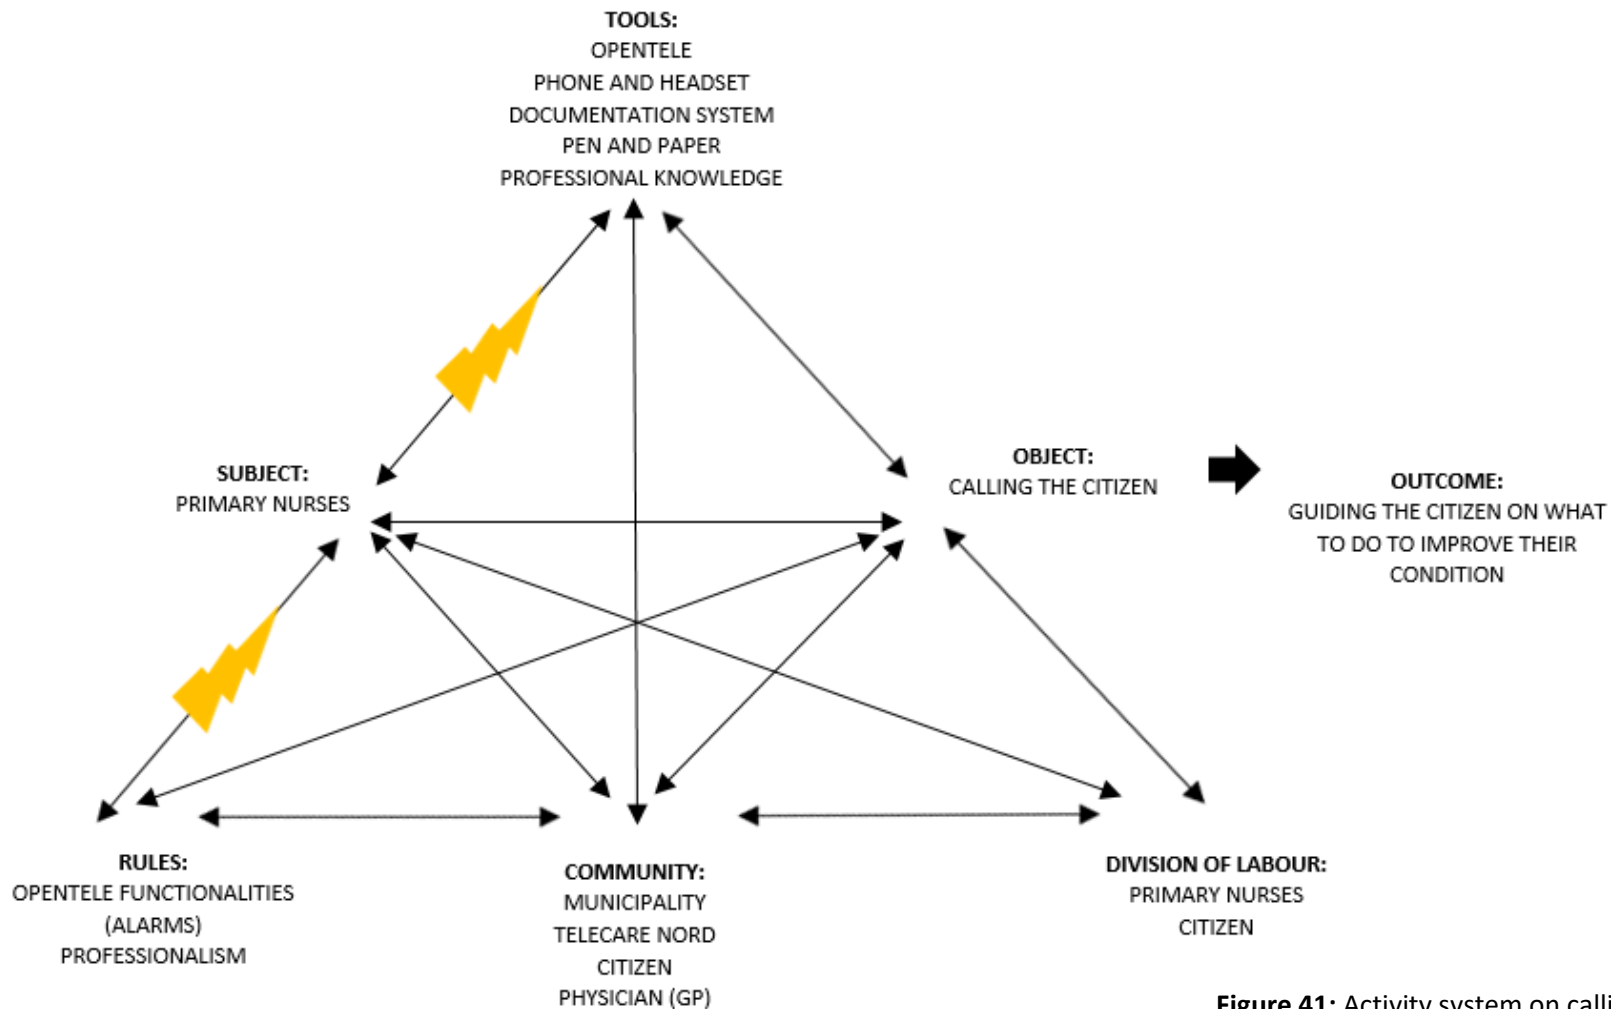 TOOLS:
OPENTELE
PHONE AND HEADSET
DOCUMENTATION SYSTEM
PEN AND PAPER
PROFESSIONAL KNOWLEDGE
SUBJECT:
PRIMARY NURSES
OBJECT:
CALLING THE CITIZEN
OUTCOME:
GUIDING THE CITIZEN ON WHAT
TO DO TO IMPROVE THEIR
CONDITION
RULES:
OPENTELE FUNCTIONALITIES
(ALARMS)
PROFESSIONALISM
COMMUNITY:
MUNICIPALITY
TELECARE NORD
CITIZEN
PHYSICIAN (GP)
DIVISION OF LABOUR:
PRIMARY NURSES
CITIZEN
Figure 41: Activity system on calli